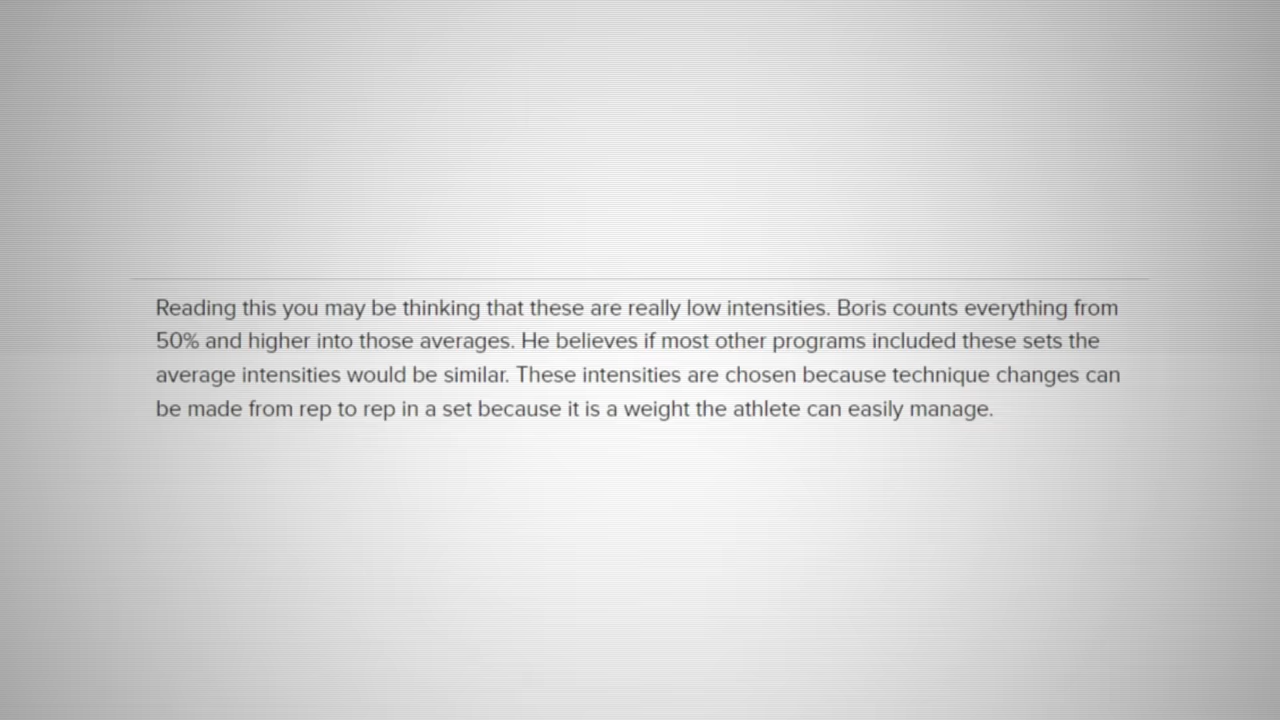 Reading this you may be thinking that these are really low intensities. Boris counts everything from
50% and higher into those averages. He believes if most other programs included these sets the
average intensities would be similar. These intensities are chosen because technique changes can
be made from rep to rep in a set because it is a weight the athlete can easily manage.